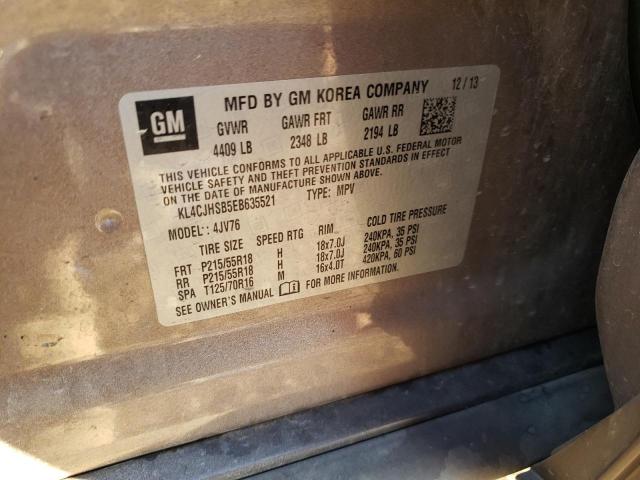 GM
MFD BY GM KOREA COMPANY 12/13
GVWR GAWR FRT GAWR RR
4409 LB 2348 LB 2194 LB
THIS VEHICLE CONFORMS TO ALL APPLICABLE U.S. FEDERAL MOTOR
VEHICLE SAFETY AND THEFT PREVENTION STANDARDS IN EFFECT
ON THE DATE OF MANUFACTURE SHOWN ABOVE.
KL4CJHSB5EB635521 TYPE: MPV
MODEL: 4JV76
TIRE SIZE SPEED RTG RIM COLD TIRE PRESSURE
FRT P215/55R18 H 18x7.0J 240KPA, 35 PSI
RR P215/55R18 H 18x7.0J 240KPA, 35 PSI
SPA T125/70R16 M 16x4.0T 420KPA, 60 PSI
SEE OWNER'S MANUAL FOR MORE INFORMATION.